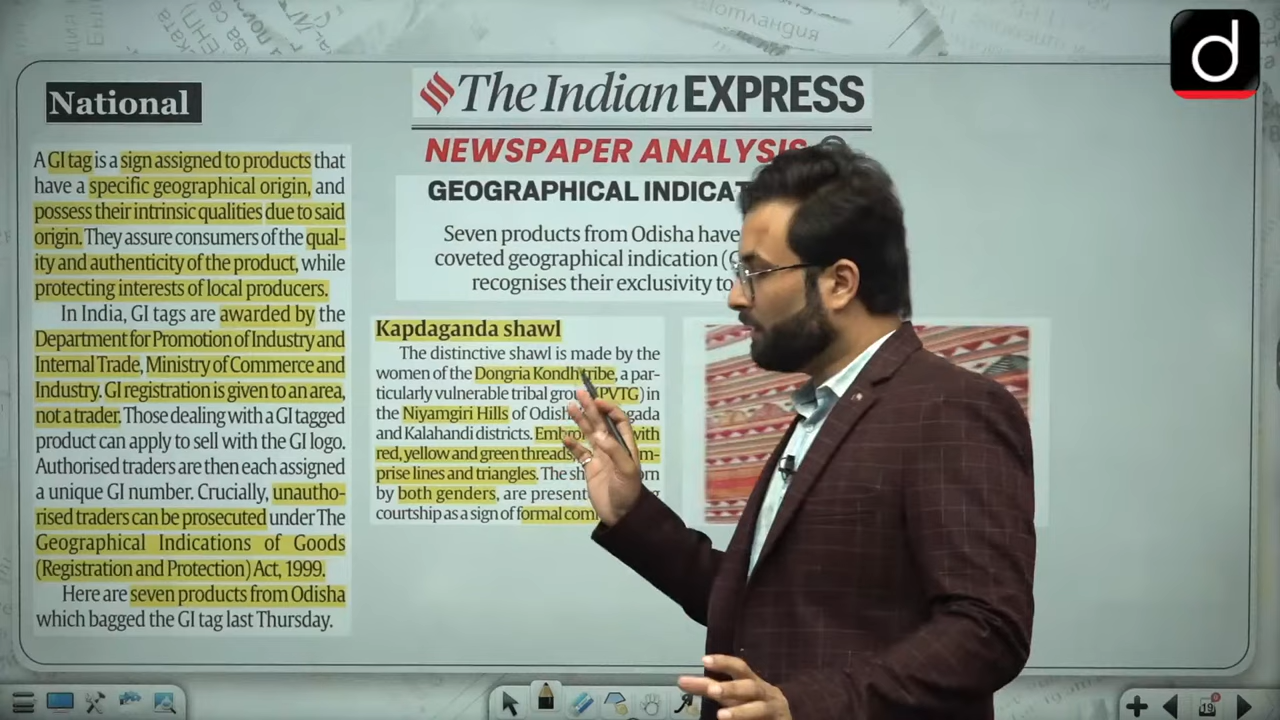 National
A GI tag is a sign assigned to products that
have a specific geographical origin, and
possess their intrinsic qualities due to said
origin. They assure consumers of the qual-
ity and authenticity of the product, while
protecting interests of local producers.
In India, GI tags are awarded by the
Department for Promotion of Industry and
Internal Trade, Ministry of Commerce and
Industry. GI registration is given to an area,
not a trader. Those dealing with a GI tagged
product can apply to sell with the GI logo.
Authorised traders are then each assigned
a unique GI number. Crucially, unautho-
rised traders can be prosecuted under The
Geographical Indications of Goods
(Registration and Protection) Act, 1999.
Here are seven products from Odisha
which bagged the GI tag last Thursday.
The Indian EXPRESS
NEWSPAPER ANALYSIS
GEOGRAPHICAL
Seven products from Odisha have
coveted geographical indication
recognises their exclusivity to
Kapdaganda shawl
The distinctive shawl is made by the
women of the Dongria Kondh tribe, a par-
ticularly vulnerable tribal PVTG) in
the Niyamgiri Hills of
and Kalahandi districts. with
red, yellow and green
prise lines and triangles. The
by both genders, are
courtship as a sign of formal
d
19